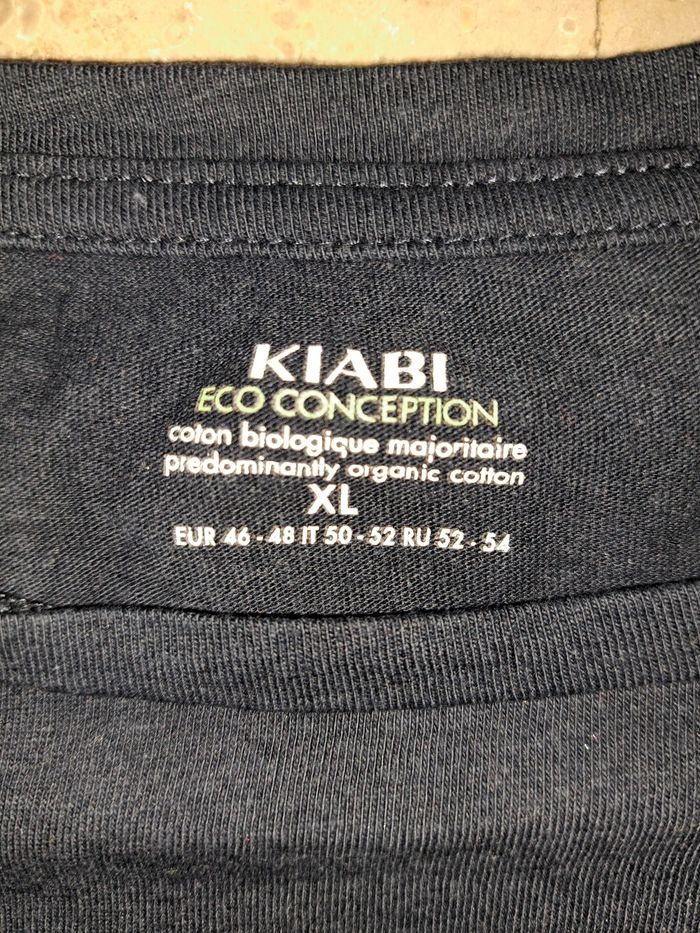 KIABI
ECO CONCEPTION
coton biologique majoritaire
predominantly organic cotton
XL
EUR 46 - 48 IT 50 - 52 RU 52 - 54